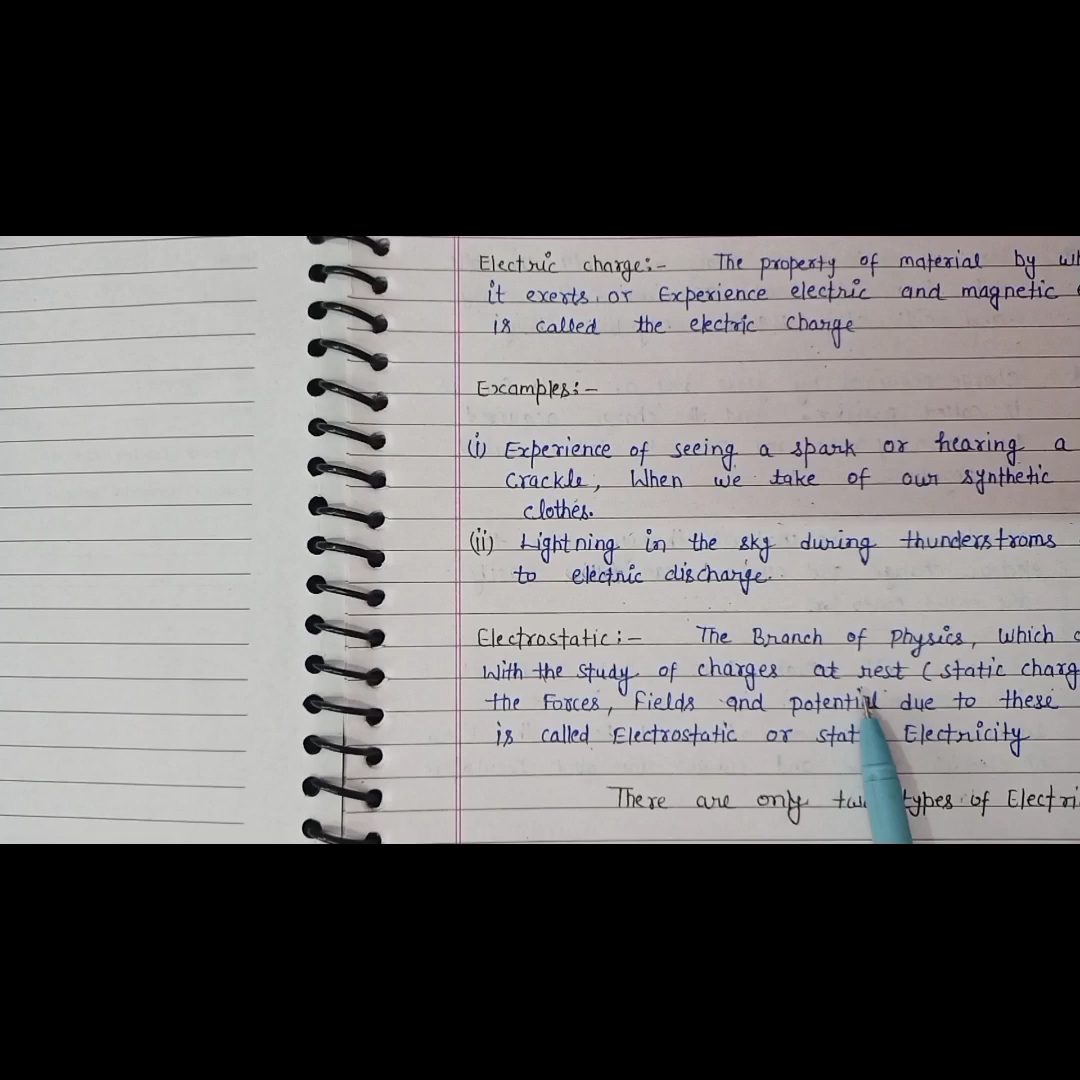 Electric charge:- The property of material by
it exerts or Experience electric and magnetic
is called the electric charge
Examples:-
(i) Experience of seeing a spark or hearing a
crackle, When we take of our synthetic
clothes.
(ii) Lightning in the sky during thunderstroms
to electric discharge.
Electrostatic:- The Branch of Physics, which
with the study of charges at rest (static
the Forces, Fields and potential due to these
is called Electrostatic or Electricity
There are only types of